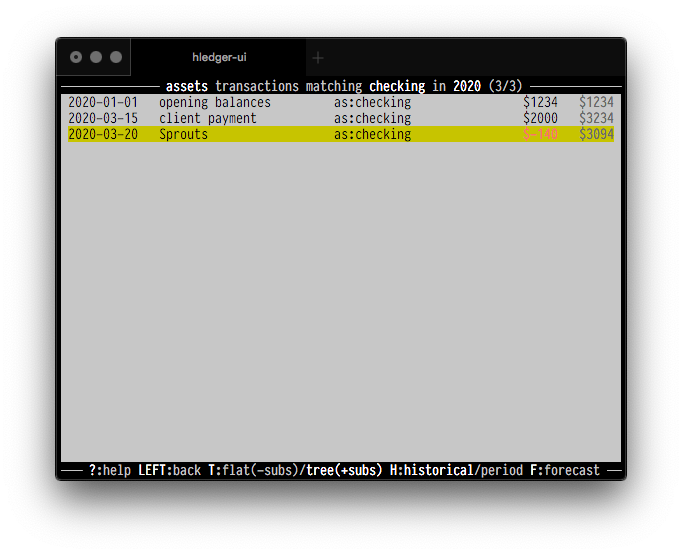 hledger-ui
assets transactions matching checking in 2020 (3/3)
2020-01-01 opening balances as:checking $1234 $1234
2020-03-15 client payment as:checking $2000 $3234
2020-03-20 Sprouts as:checking $-140 $3094
?:help LEFT:back T:flat(-subs)/tree(+subs) H:historical/period F:forecast